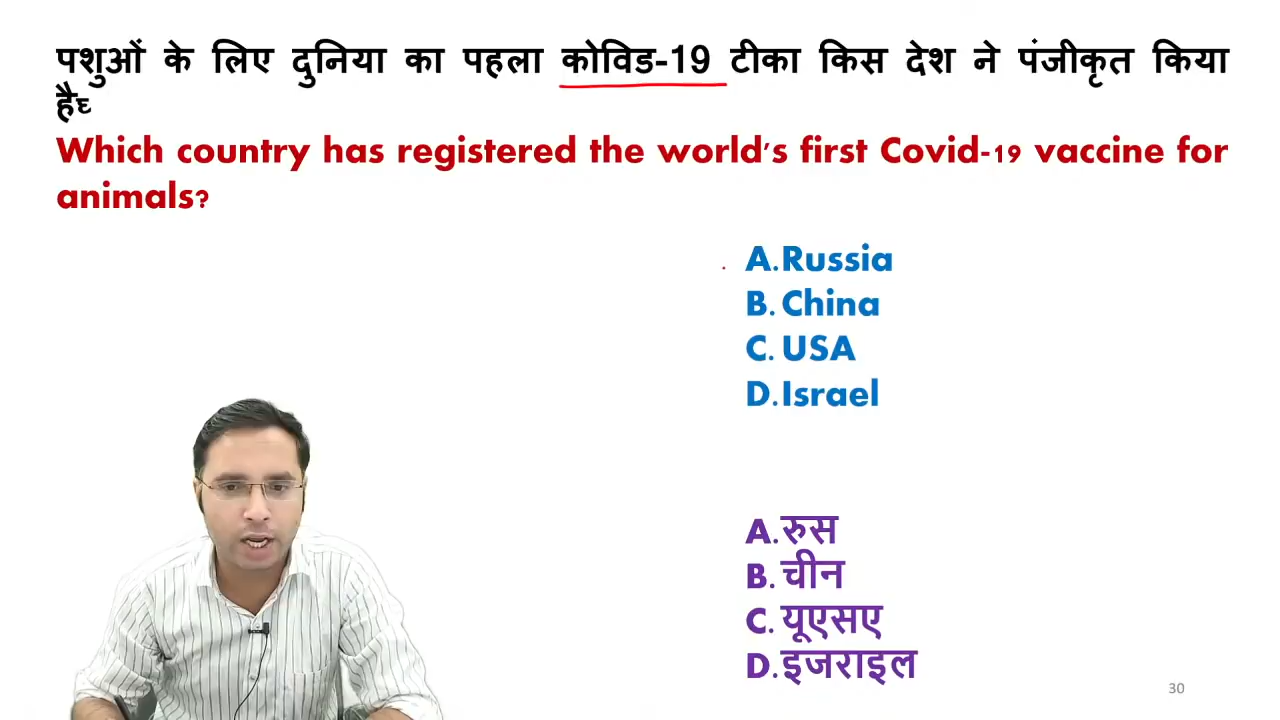 पशुओं के लिए दुनिया का पहला कोविड-19 टीका किस देश ने पंजीकृत किया
हैघ्
Which country has registered the world's first Covid-19 vaccine for
animals?
A.Russia
B. China
C. USA
D.Israel
A.रुस
B. चीन
C. यूएसए
D.इजराइल
30